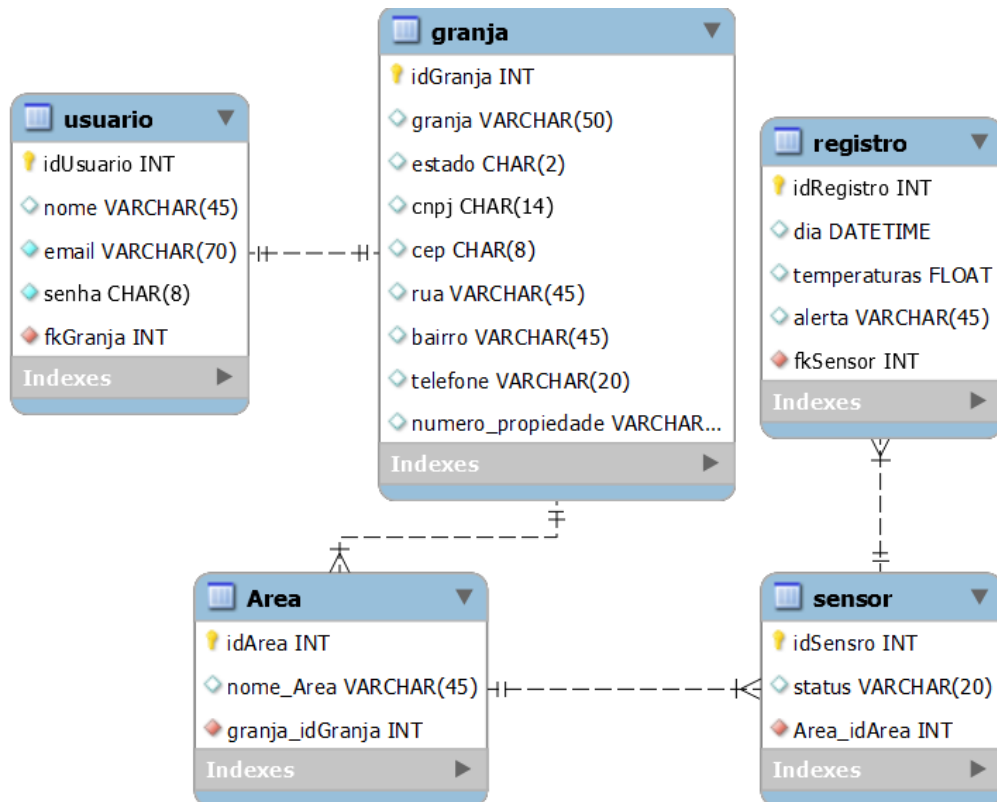 usuario
idUsuario INT
nome VARCHAR(45)
email VARCHAR(70)
senha CHAR(8)
fkGranja INT
Indexes
granja
idGranja INT
granja VARCHAR(50)
estado CHAR(2)
cnpj CHAR(14)
cep CHAR(8)
rua VARCHAR(45)
bairro VARCHAR(45)
telefone VARCHAR(20)
numero_propiedade VARCHAR...
Indexes
registro
idRegistro INT
dia DATETIME
temperaturas FLOAT
alerta VARCHAR(45)
fkSensor INT
Indexes
Area
idArea INT
nome_Area VARCHAR(45)
granja_idGranja INT
Indexes
sensor
idSensro INT
status VARCHAR(20)
Area_idArea INT
Indexes